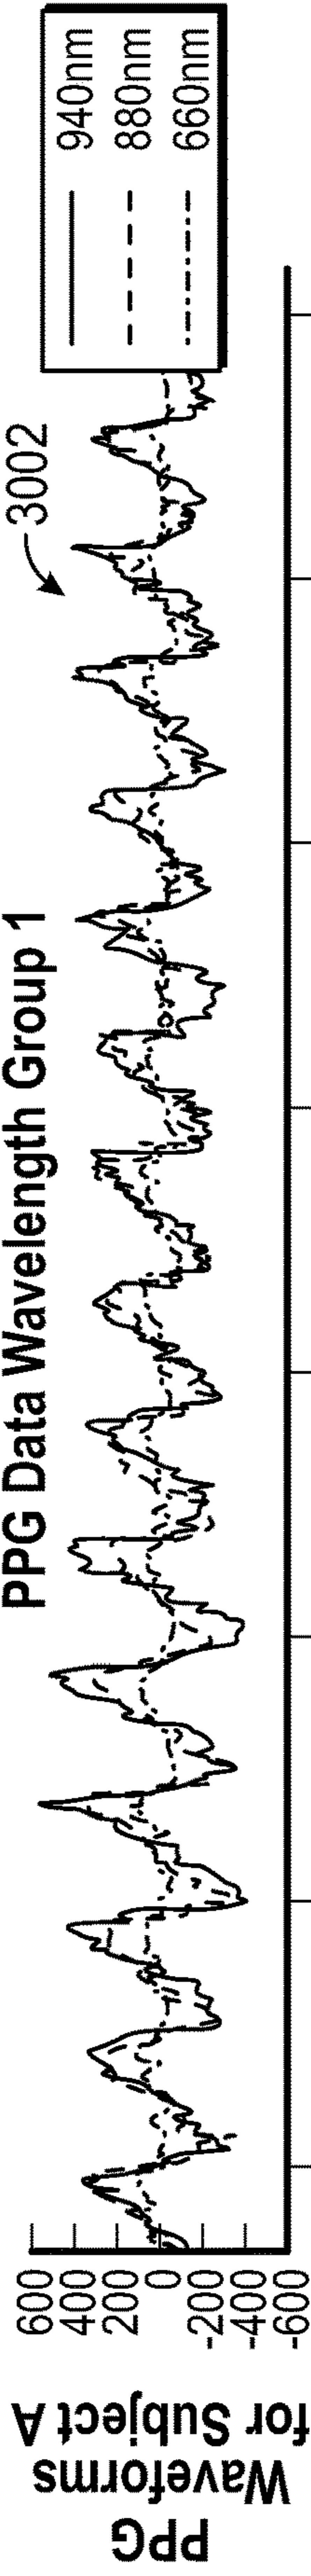 PPG Data Wavelength Group 1
3002
940nm
880nm
660nm
PPG
Waveforms
for Subject A
600
400
200
0
-200
-400
-600